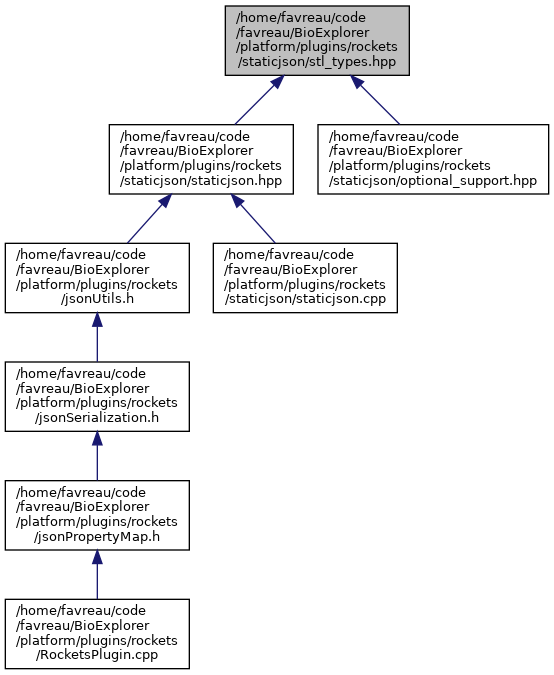 /home/favreau/code
/favreau/BioExplorer
/platform/plugins/rockets
/staticjson/stl_types.hpp
/home/favreau/code
/favreau/BioExplorer
/platform/plugins/rockets
/staticjson/staticjson.hpp
/home/favreau/code
/favreau/BioExplorer
/platform/plugins/rockets
/staticjson/optional_support.hpp
/home/favreau/code
/favreau/BioExplorer
/platform/plugins/rockets
/jsonUtils.h
/home/favreau/code
/favreau/BioExplorer
/platform/plugins/rockets
/staticjson/staticjson.cpp
/home/favreau/code
/favreau/BioExplorer
/platform/plugins/rockets
/jsonSerialization.h
/home/favreau/code
/favreau/BioExplorer
/platform/plugins/rockets
/jsonPropertyMap.h
/home/favreau/code
/favreau/BioExplorer
/platform/plugins/rockets
/RocketsPlugin.cpp